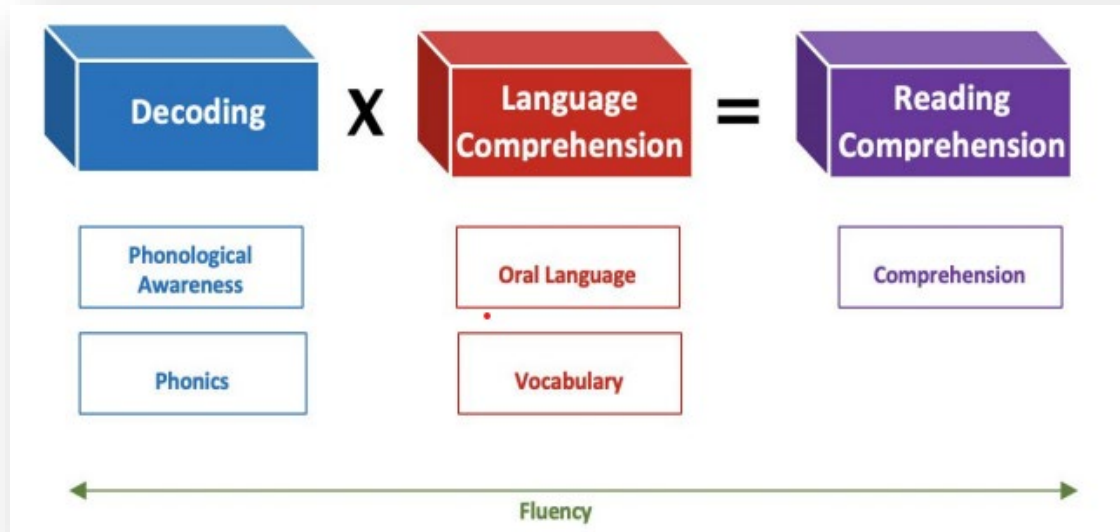 Decoding
X
Language
Comprehension
=
Reading
Comprehension
Phonological
Awareness
Oral Language
Comprehension
Phonics
Vocabulary
Fluency